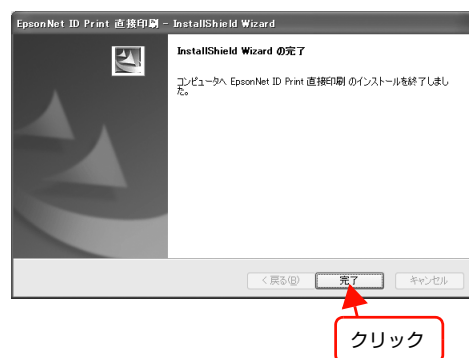 EpsonNet ID Print 直接印刷 - InstallShield Wizard
InstallShield Wizard の完了
コンピュータへ EpsonNet ID Print 直接印刷 のインストールを終了しまし
た。
< 戻る(B)
完了
キャンセル
クリック